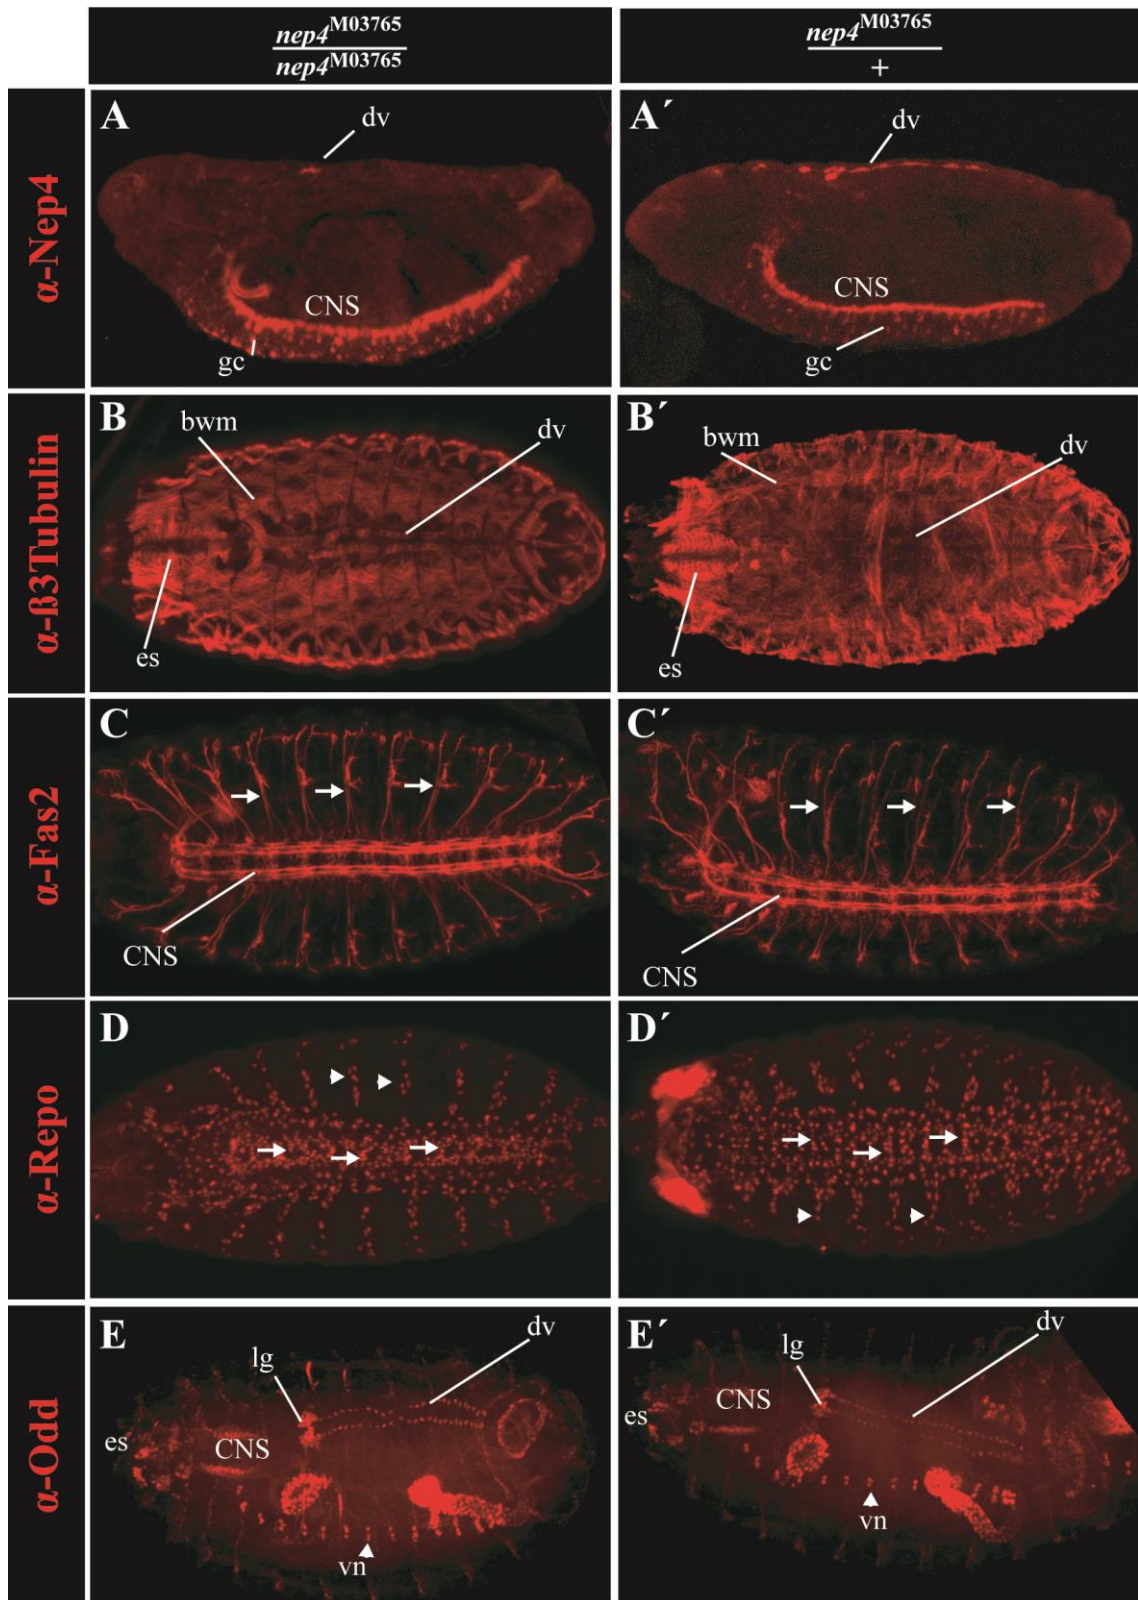 nep4M03765
nep4M03765
nep4M03765
+
α-Nep4
A
dv
CNS
gc
A´
dv
CNS
gc
α-ß3Tubulin
B
bwm
dv
es
B´
bwm
dv
es
α-Fas2
C
CNS
C´
CNS
α-Repo
D
D´
α-Odd
E
lg
dv
es
CNS
vn
E´
lg
dv
es
CNS
vn